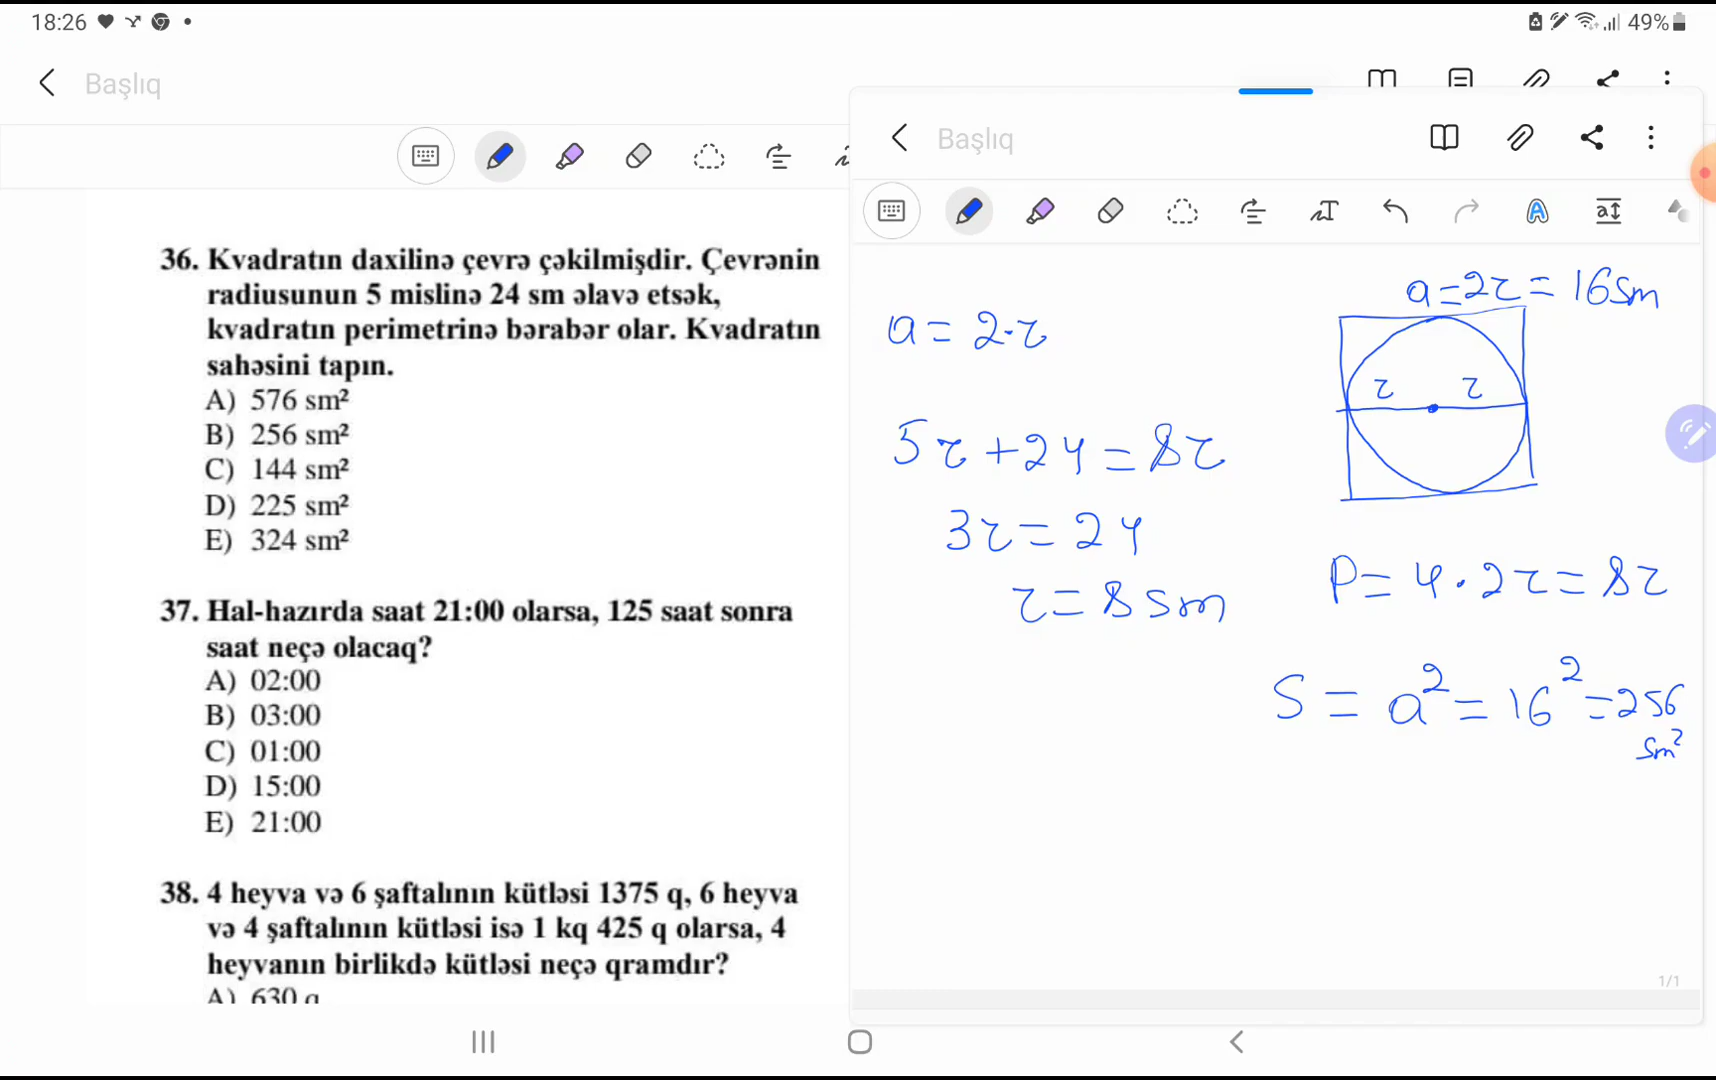 18:26
49%
Başlıq
Başlıq
36. Kvadratın daxilinə çevrə çəkilmişdir. Çevrənin
radiusunun 5 mislinə 24 sm əlavə etsək,
kvadratın perimetrinə bərabər olar. Kvadratın
sahəsini tapın.
A) 576 sm²
B) 256 sm²
C) 144 sm²
D) 225 sm²
E) 324 sm²
37. Hal-hazırda saat 21:00 olarsa, 125 saat sonra
saat neçə olacaq?
A) 02:00
B) 03:00
C) 01:00
D) 15:00
E) 21:00
38. 4 heyva və 6 şaftalının kütləsi 1375 q, 6 heyva
və 4 şaftalının kütləsi isə 1 kq 425 q olarsa, 4
heyvanın birlikdə kütləsi neçə qramdır?
A) 630 q
a = 2·r
5r + 24 = 8r
3r = 24
r = 8 sm
a = 2r = 16 sm
r r
P = 4 · 2r = 8r
S = a² = 16² = 256
sm²
1/1